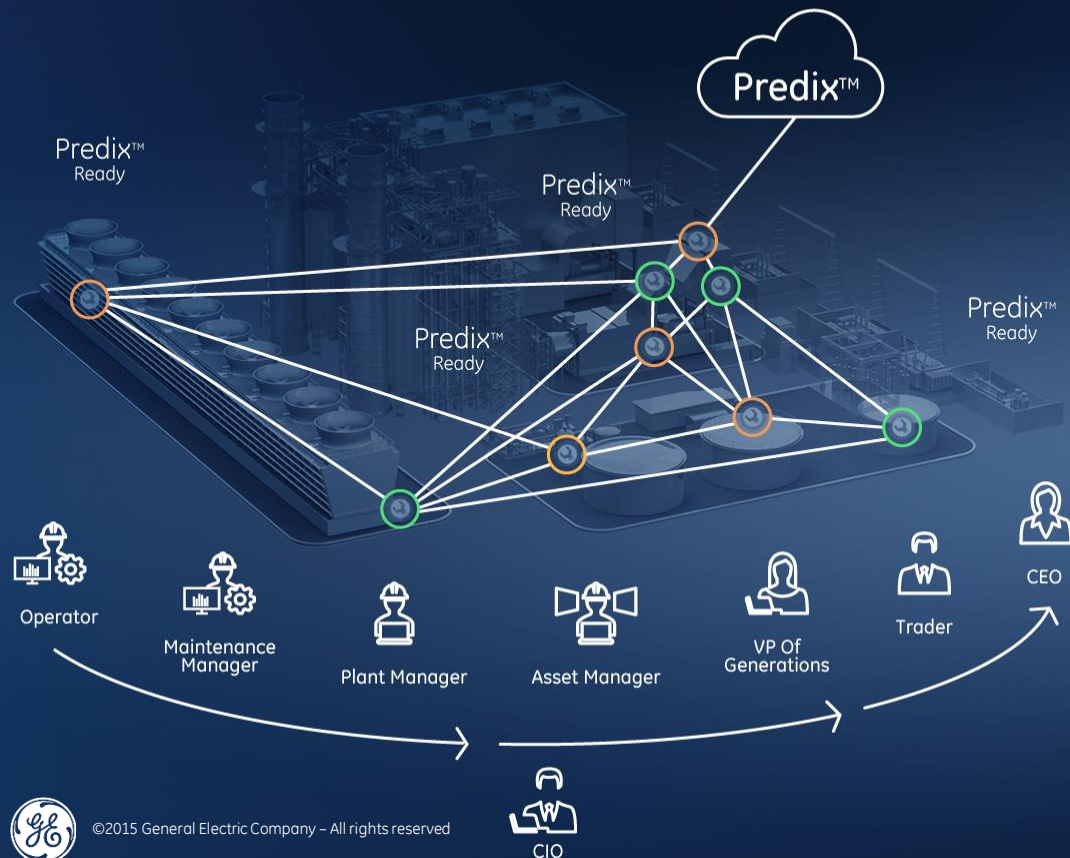 Predix™
Predix™
Ready
Predix™
Ready
Predix™
Ready
Predix™
Ready
Operator
Maintenance
Manager
Plant Manager
Asset Manager
VP Of
Generations
Trader
CEO
CIO
GE
©2015 General Electric Company – All rights reserved